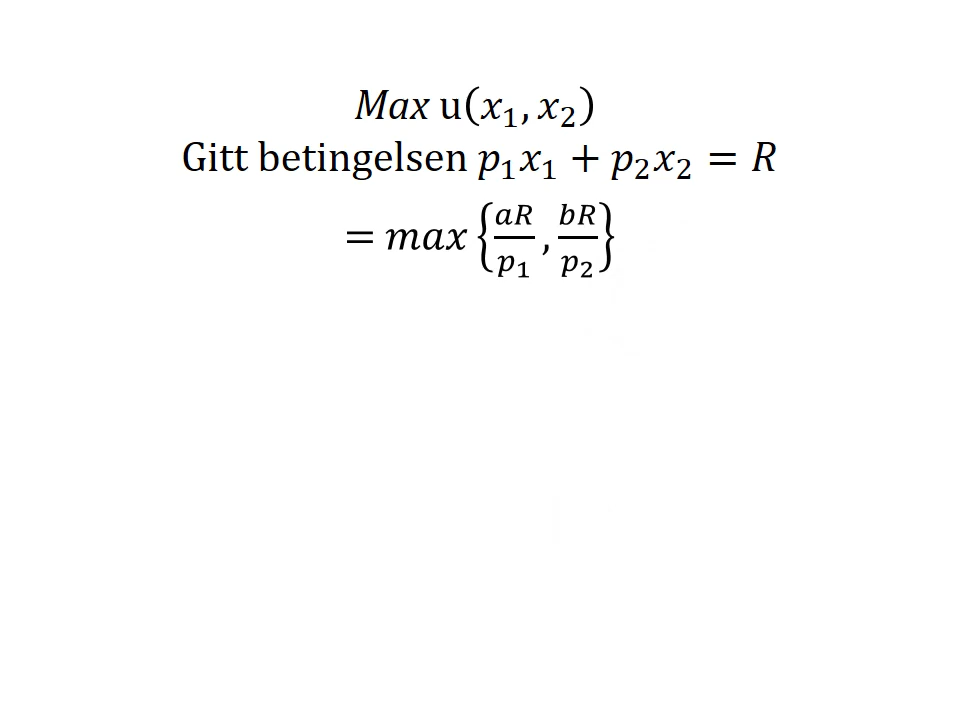 Max u(x₁, x₂)
Gitt betingelsen p₁x₁ + p₂x₂ = R
= max {aR/p₁, bR/p₂}